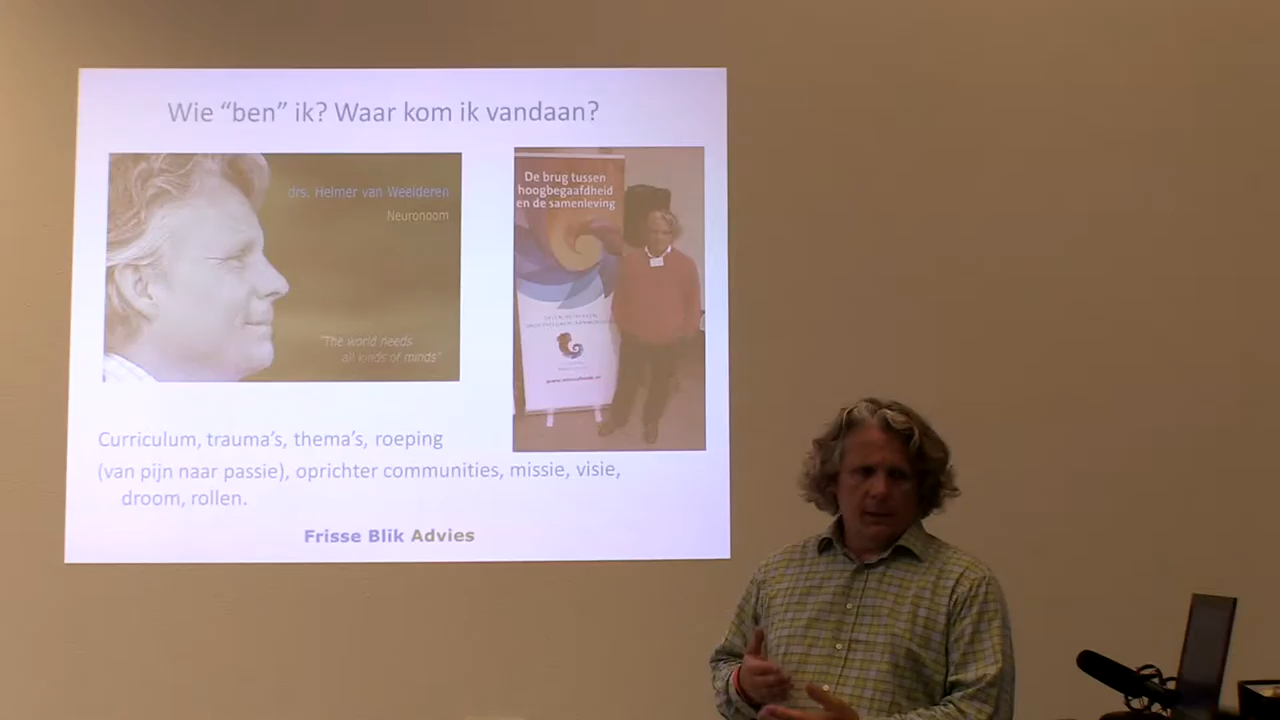 Wie “ben” ik? Waar kom ik vandaan?
drs. Helmer van Weelderen
Neuronoom
"The world needs
all kinds of minds"
De brug tussen
hoogbegaafdheid
en de samenleving
Curriculum, trauma’s, thema’s, roeping
(van pijn naar passie), oprichter communities, missie, visie,
droom, rollen.
Frisse Blik Advies